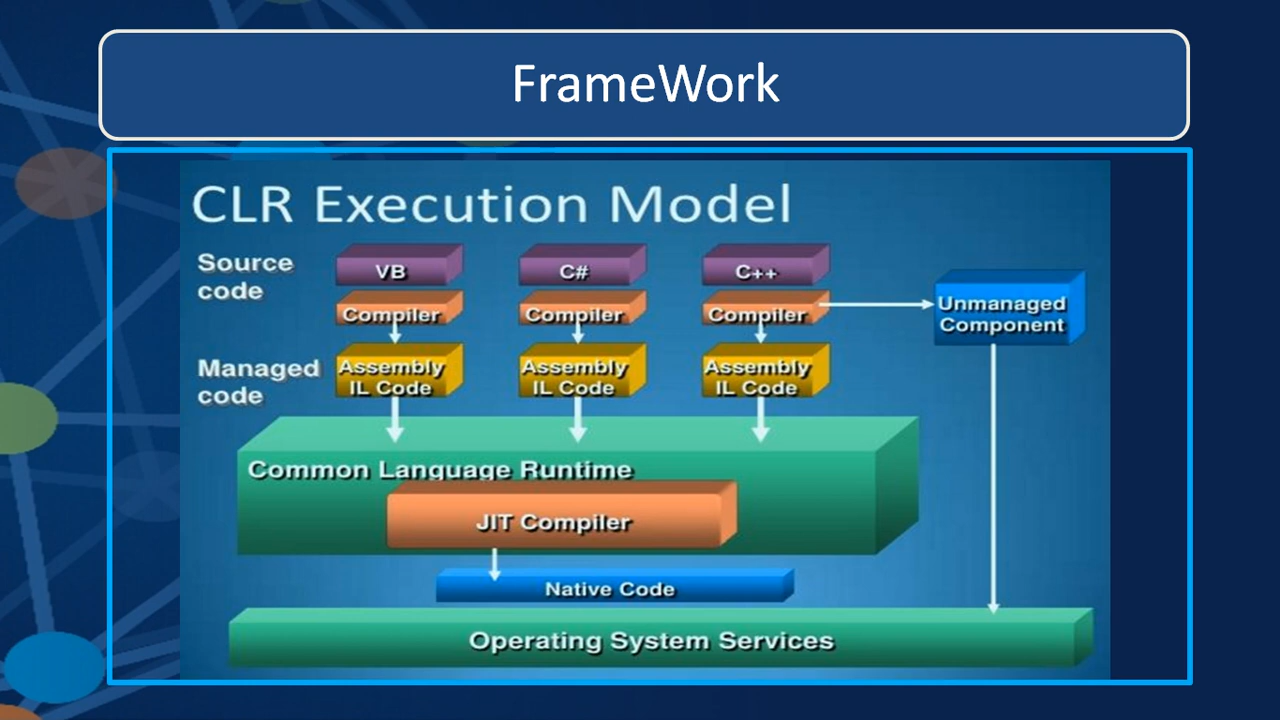 FrameWork
CLR Execution Model
Source
code
VB
C#
C++
Compiler
Compiler
Compiler
Unmanaged
Component
Managed
code
Assembly
IL Code
Assembly
IL Code
Assembly
IL Code
Common Language Runtime
JIT Compiler
Native Code
Operating System Services